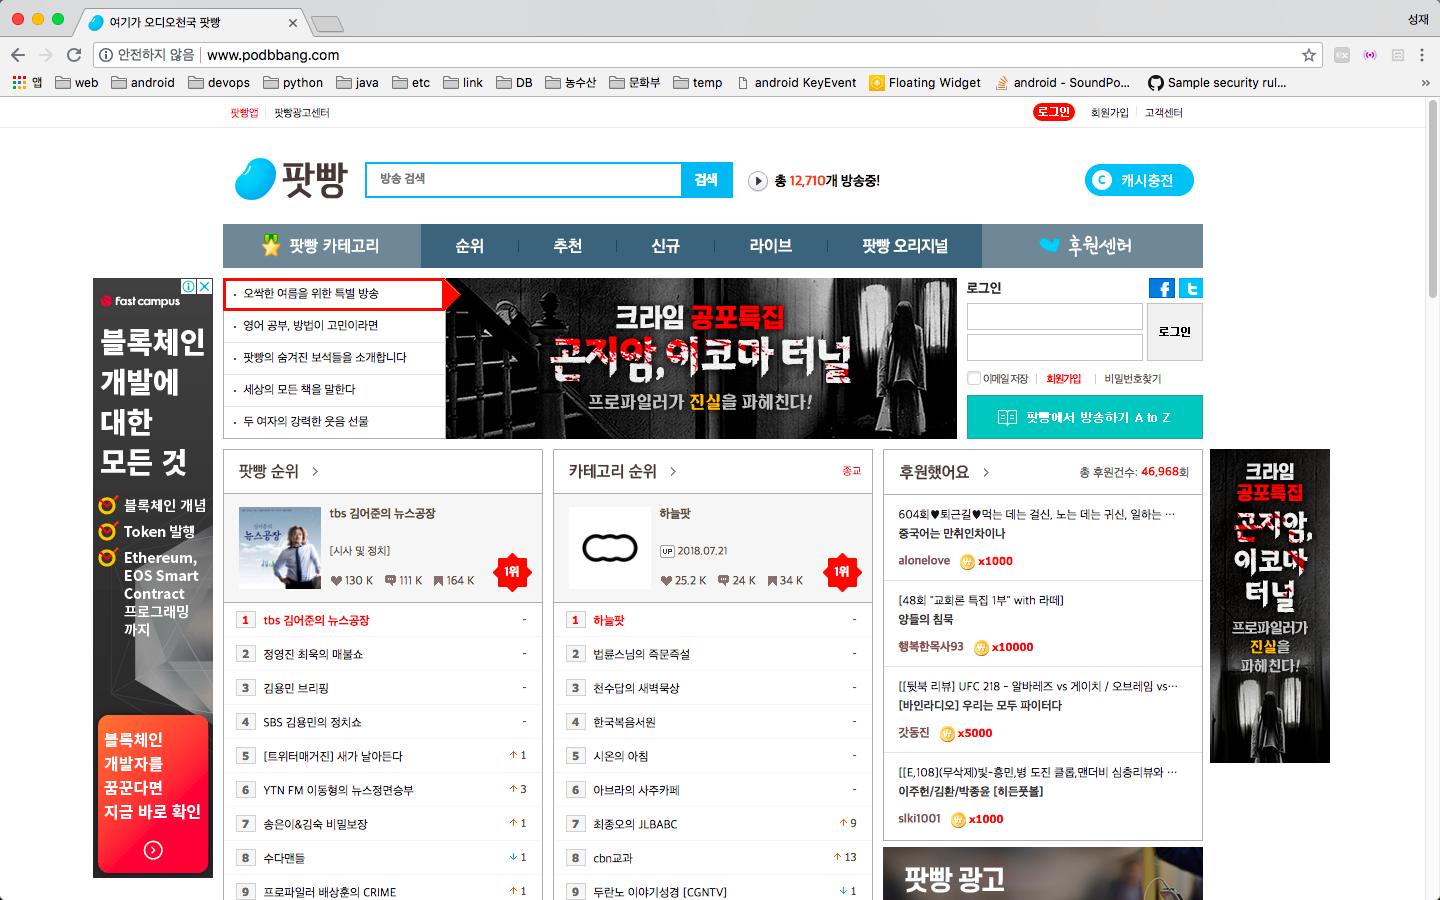 여기가 오디오천국 팟빵
성재
안전하지 않음
www.podbbang.com
앱
web
android
devops
python
java
etc
link
DB
농수산
문화부
temp
android KeyEvent
Floating Widget
android - SoundPo...
Sample security rul...
팟빵앱
팟빵광고센터
로그인
회원가입
고객센터
팟빵
방송 검색
검색
총 12,710개 방송중!
C 캐시충전
팟빵 카테고리
순위
추천
신규
라이브
팟빵 오리지널
후원센터
fast campus
블록체인
개발에
대한
모든 것
블록체인 개념
Token 발행
Ethereum,
EOS Smart
Contract
프로그래밍
까지
블록체인
개발자를
꿈꾼다면
지금 바로 확인
· 오싹한 여름을 위한 특별 방송
· 영어 공부, 방법이 고민이라면
· 팟빵의 숨겨진 보석들을 소개합니다
· 세상의 모든 책을 말한다
· 두 여자의 강력한 웃음 선물
크라임 공포특집
곤지암, 이코마 터널
프로파일러가 진실을 파헤친다!
로그인
로그인
이메일 저장
회원가입
비밀번호찾기
팟빵에서 방송하기 A to Z
팟빵 순위
tbs 김어준의 뉴스공장
김어준의
뉴스공장
[시사 및 정치]
130 K
111 K
164 K
1위
1 tbs 김어준의 뉴스공장 -
2 정영진 최욱의 매불쇼 -
3 김용민 브리핑 -
4 SBS 김용민의 정치쇼 -
5 [트위터매거진] 새가 날아든다 ↑ 1
6 YTN FM 이동형의 뉴스정면승부 ↑ 3
7 송은이&김숙 비밀보장 ↑ 1
8 수다맨들 ↓ 1
9 프로파일러 배상훈의 CRIME ↑ 1
카테고리 순위
종교
하늘팟
UP 2018.07.21
25.2 K
24 K
34 K
1위
1 하늘팟 -
2 법륜스님의 즉문즉설 -
3 천수답의 새벽묵상 -
4 한국복음서원 -
5 시온의 아침 -
6 아브라의 사주카페 -
7 최종오의 JLBABC ↑ 9
8 cbn교과 ↑ 13
9 두란노 이야기성경 [CGNTV] ↓ 1
후원했어요
총 후원건수: 46,968회
604회♥퇴근길♥먹는 데는 걸신, 노는 데는 귀신, 일하는 ···
중국어는 만취인차이나
alonelove x1000
[48회 "교회론 특집 1부" with 라떼]
양들의 침묵
행복한목사93 x10000
[[뒷북 리뷰] UFC 218 - 알바레즈 vs 게이치 / 오브레임 vs···
[바인라디오] 우리는 모두 파이터다
갓동진 x5000
[[E,108](무삭제)빛-흥민,병 도진 클롭,맨더비 심층리뷰와 ···
이주헌/김환/박종윤 [히든풋볼]
slki1001 x1000
팟빵 광고
크라임
공포특집
곤지암,
이코마
터널
프로파일러가
진실을
파헤친다!